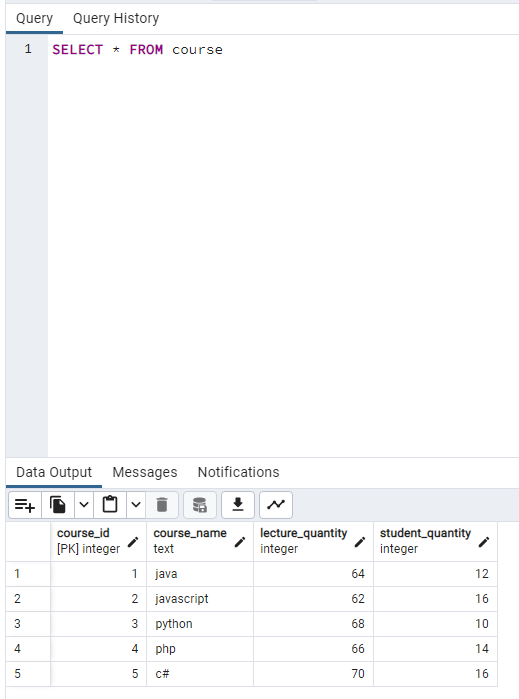 Query Query History
1 SELECT * FROM course
Data Output Messages Notifications
course_id course_name lecture_quantity student_quantity
[PK] integer text integer integer
1 1 java 64 12
2 2 javascript 62 16
3 3 python 68 10
4 4 php 66 14
5 5 c# 70 16